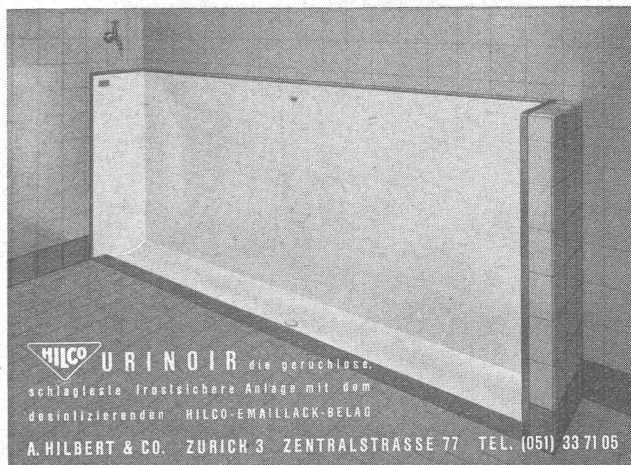 HILCO URINOIR die geruchlose,
schlagfeste frostsichere Anlage mit dem
desinfizierenden HILCO-EMAILLACK-BELAG
A. HILBERT & CO. ZÜRICH 3 ZENTRALSTRASSE 77 TEL. (051) 33 71 05